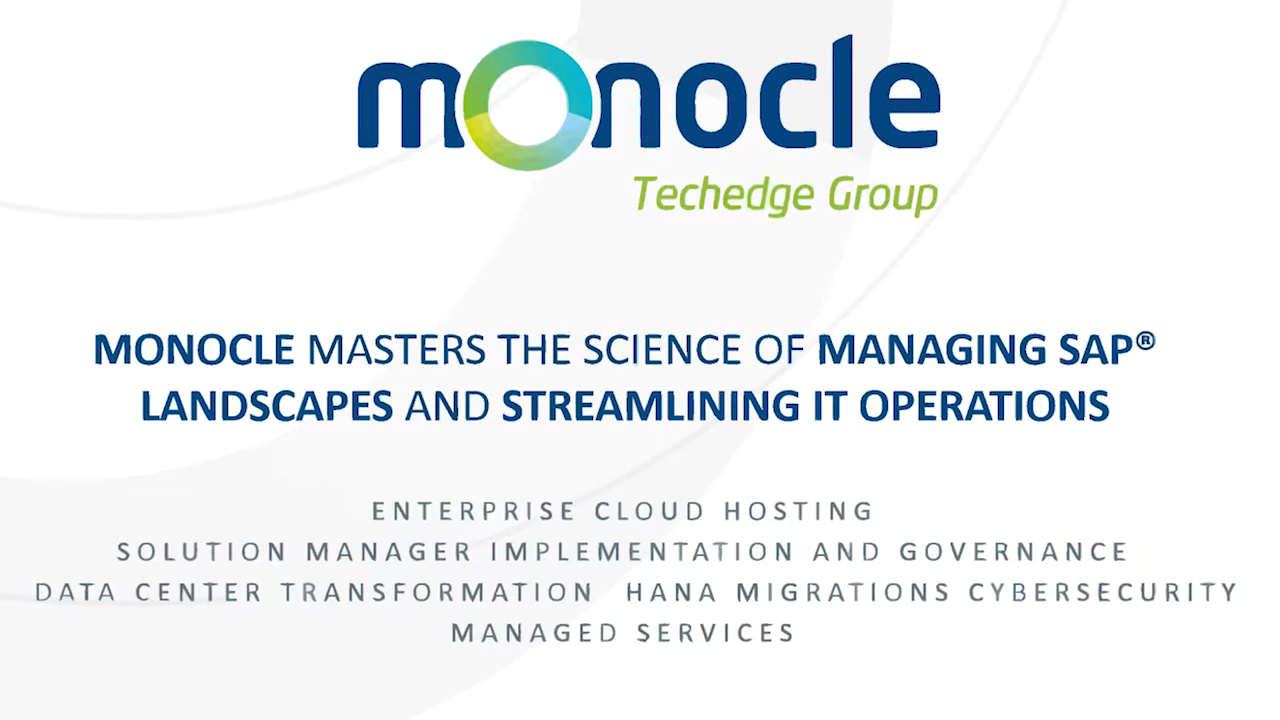 monocle
Techedge Group
MONOCLE MASTERS THE SCIENCE OF MANAGING SAP®
LANDSCAPES AND STREAMLINING IT OPERATIONS
ENTERPRISE CLOUD HOSTING
SOLUTION MANAGER IMPLEMENTATION AND GOVERNANCE
DATA CENTER TRANSFORMATION HANA MIGRATIONS CYBERSECURITY
MANAGED SERVICES